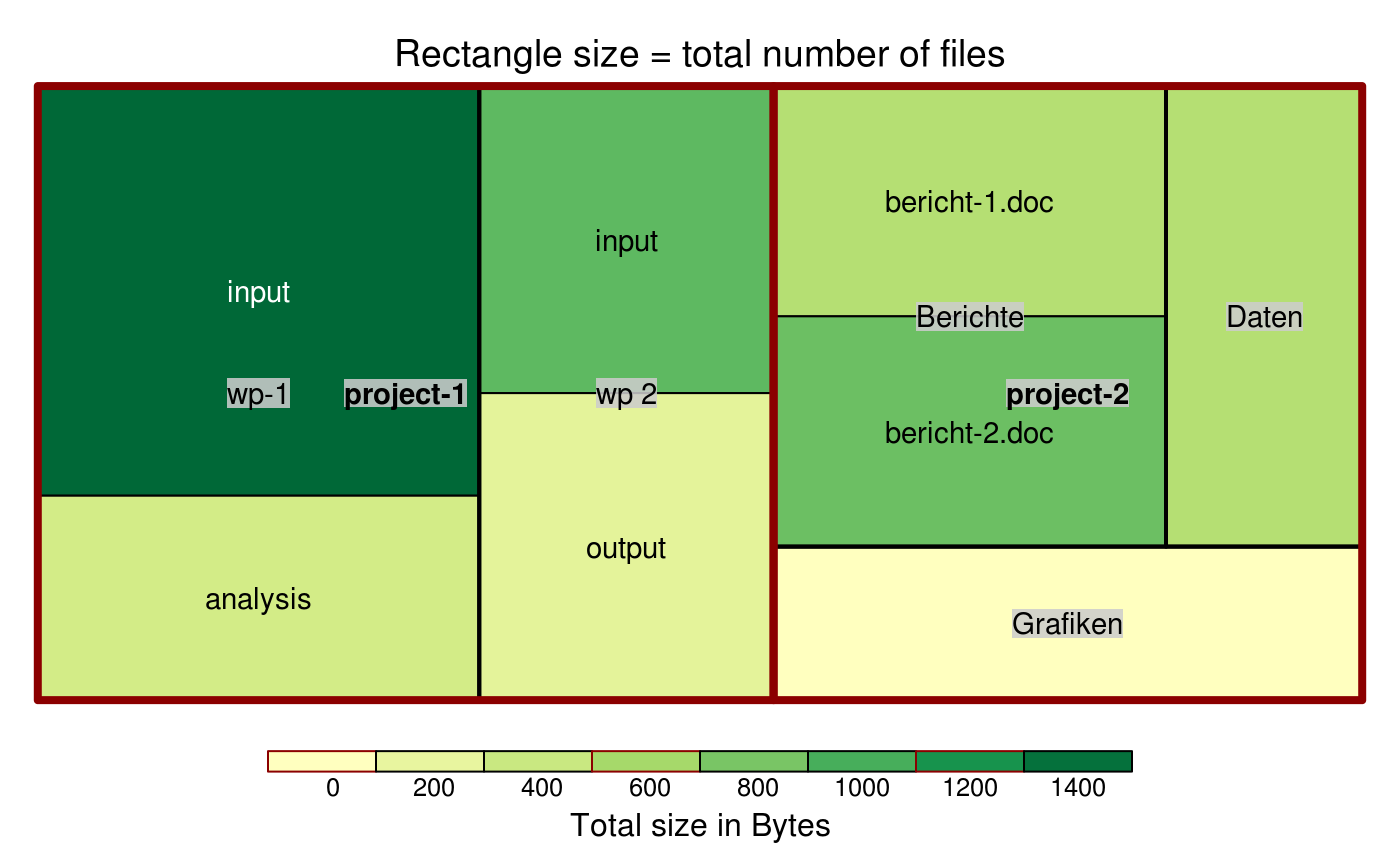 Rectangle size = total number of files
input
wp-1
project-1
analysis
input
wp 2
output
bericht-1.doc
Berichte
project-2
bericht-2.doc
Daten
Grafiken
0 200 400 600 800 1000 1200 1400
Total size in Bytes